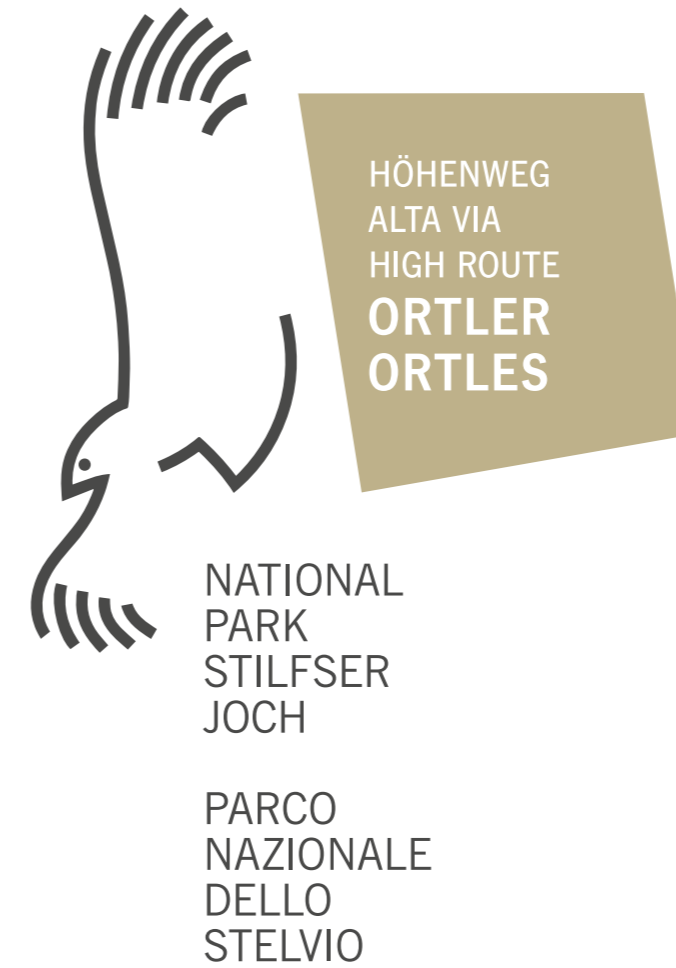 HÖHENWEG
ALTA VIA
HIGH ROUTE
ORTLER
ORTLES
NATIONAL
PARK
STILFSER
JOCH
PARCO
NAZIONALE
DELLO
STELVIO